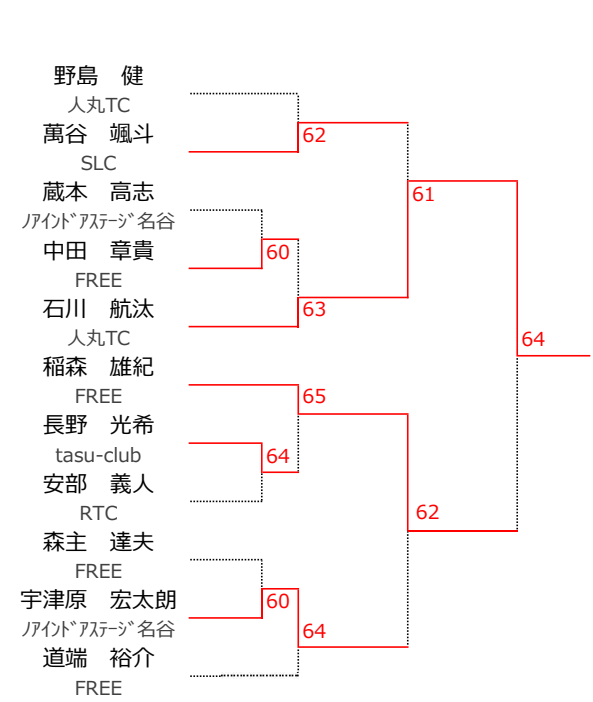 野島　健
人丸TC
萬谷　颯斗
62
SLC
蔵本　高志
61
ﾉｱｲﾝﾄﾞｱｽﾃｰｼﾞ名谷
中田　章貴
60
FREE
石川　航汰
63
人丸TC
64
稲森　雄紀
FREE
65
長野　光希
tasu-club
64
安部　義人
RTC
62
森主　達夫
FREE
宇津原　宏太朗
60
ﾉｱｲﾝﾄﾞｱｽﾃｰｼﾞ名谷
64
道端　裕介
FREE